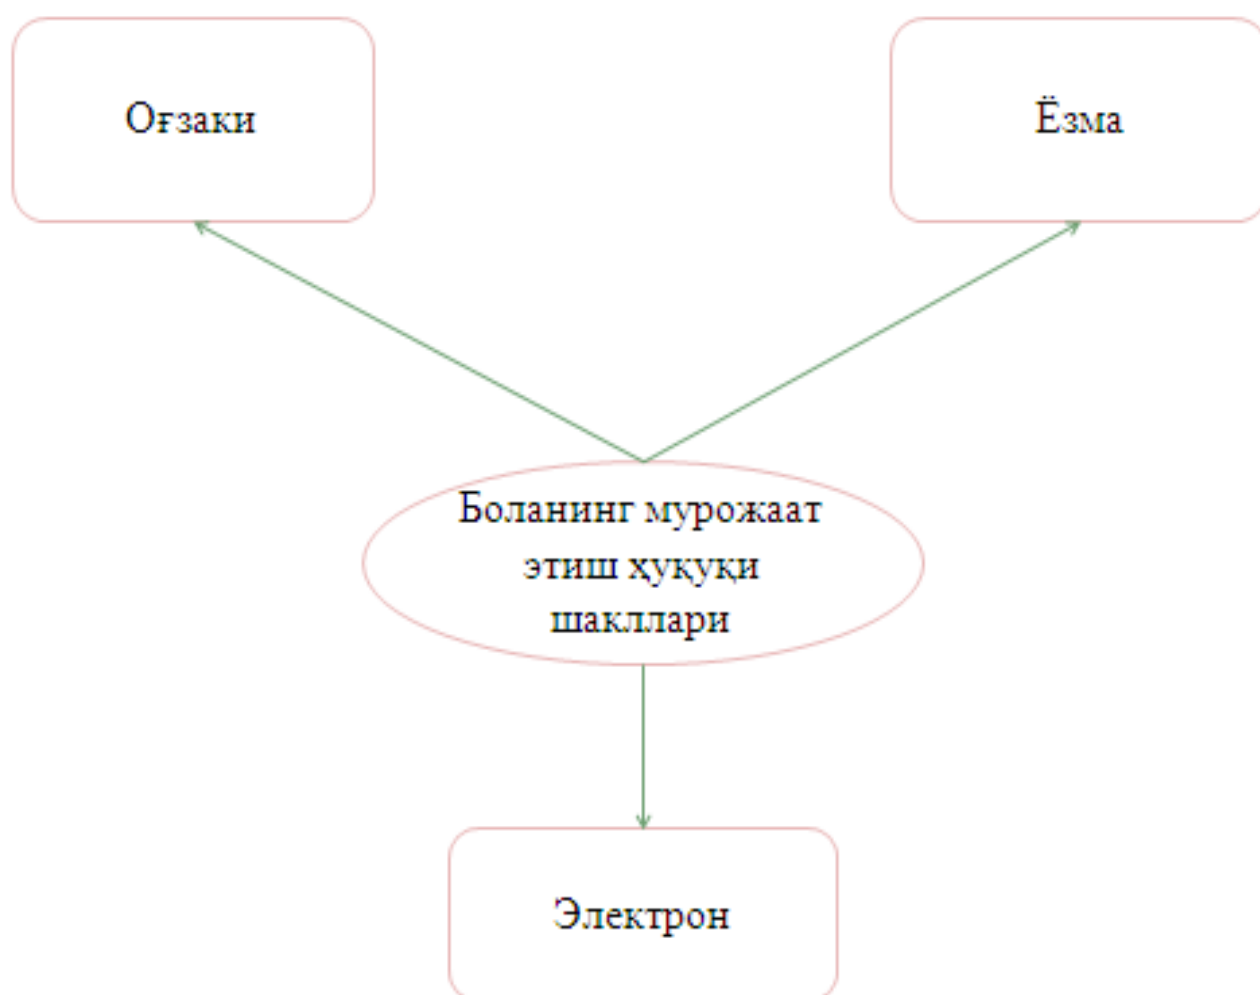 Оғзаки
Ёзма
Боланинг мурожаат
этиш ҳуқуқи
шакллари
Электрон